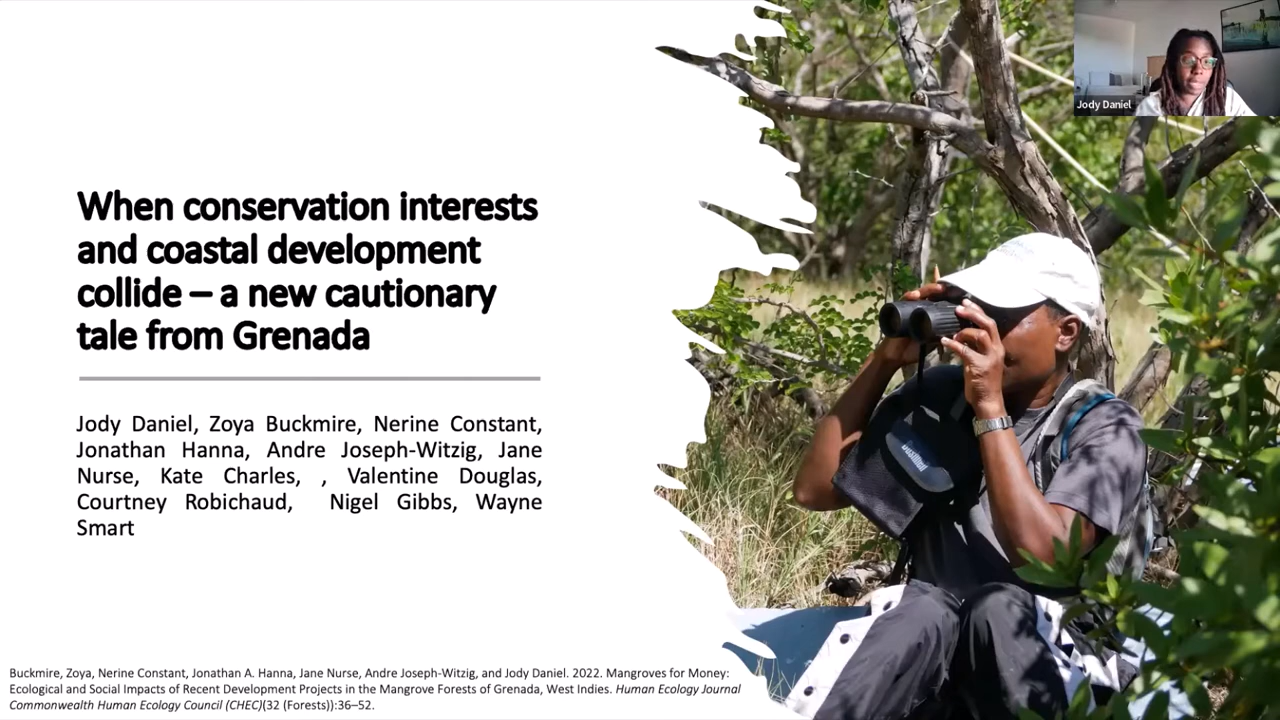 Jody Daniel
When conservation interests
and coastal development
collide – a new cautionary
tale from Grenada
Jody Daniel, Zoya Buckmire, Nerine Constant,
Jonathan Hanna, Andre Joseph-Witzig, Jane
Nurse, Kate Charles, , Valentine Douglas,
Courtney Robichaud, Nigel Gibbs, Wayne
Smart
Buckmire, Zoya, Nerine Constant, Jonathan A. Hanna, Jane Nurse, Andre Joseph-Witzig, and Jody Daniel. 2022. Mangroves for Money:
Ecological and Social Impacts of Recent Development Projects in the Mangrove Forests of Grenada, West Indies. Human Ecology Journal
Commonwealth Human Ecology Council (CHEC)(32 (Forests)):36–52.